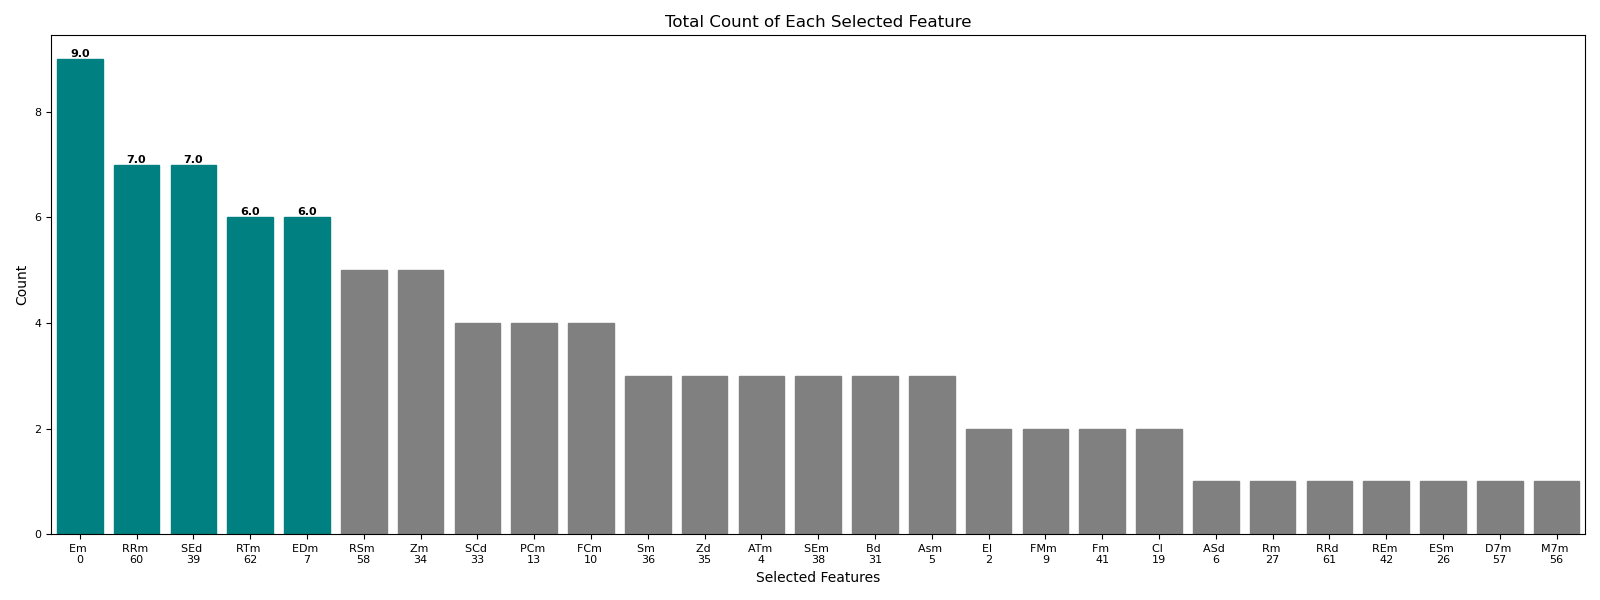 Total Count of Each Selected Feature
9.0
7.0 7.0
6.0 6.0
8
6
4
2
0
Count
Em RRm SEd RTm EDm RSm Zm SCd PCm FCm Sm Zd ATm SEm Bd Asm El FMm Fm Cl ASd Rm RRd REm ESm D7m M7m
0 60 39 62 7 58 34 33 13 10 36 35 4 38 31 5 2 9 41 19 6 27 61 42 26 57 56
Selected Features